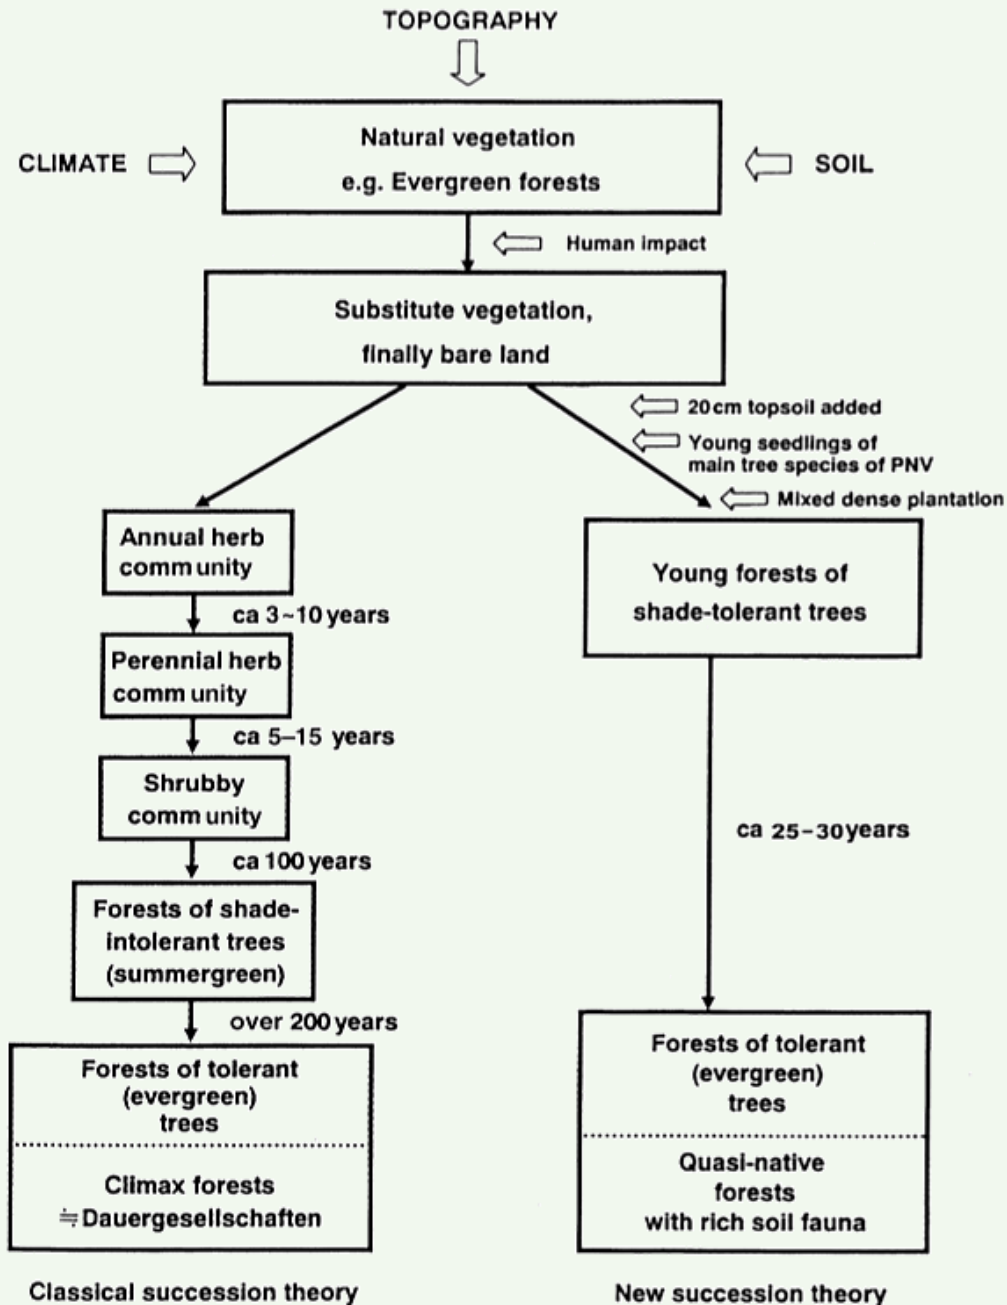 TOPOGRAPHY
Natural vegetation
e.g. Evergreen forests
CLIMATE
SOIL
Human impact
Substitute vegetation,
finally bare land
20cm topsoil added
Young seedlings of
main tree species of PNV
Mixed dense plantation
Annual herb
community
ca 3~10 years
Perennial herb
community
ca 5–15 years
Shrubby
community
ca 100 years
Forests of shade-
intolerant trees
(summergreen)
over 200 years
Forests of tolerant
(evergreen)
trees
Climax forests
≒Dauergesellschaften
Classical succession theory
Young forests of
shade-tolerant trees
ca 25–30 years
Forests of tolerant
(evergreen)
trees
Quasi-native
forests
with rich soil fauna
New succession theory